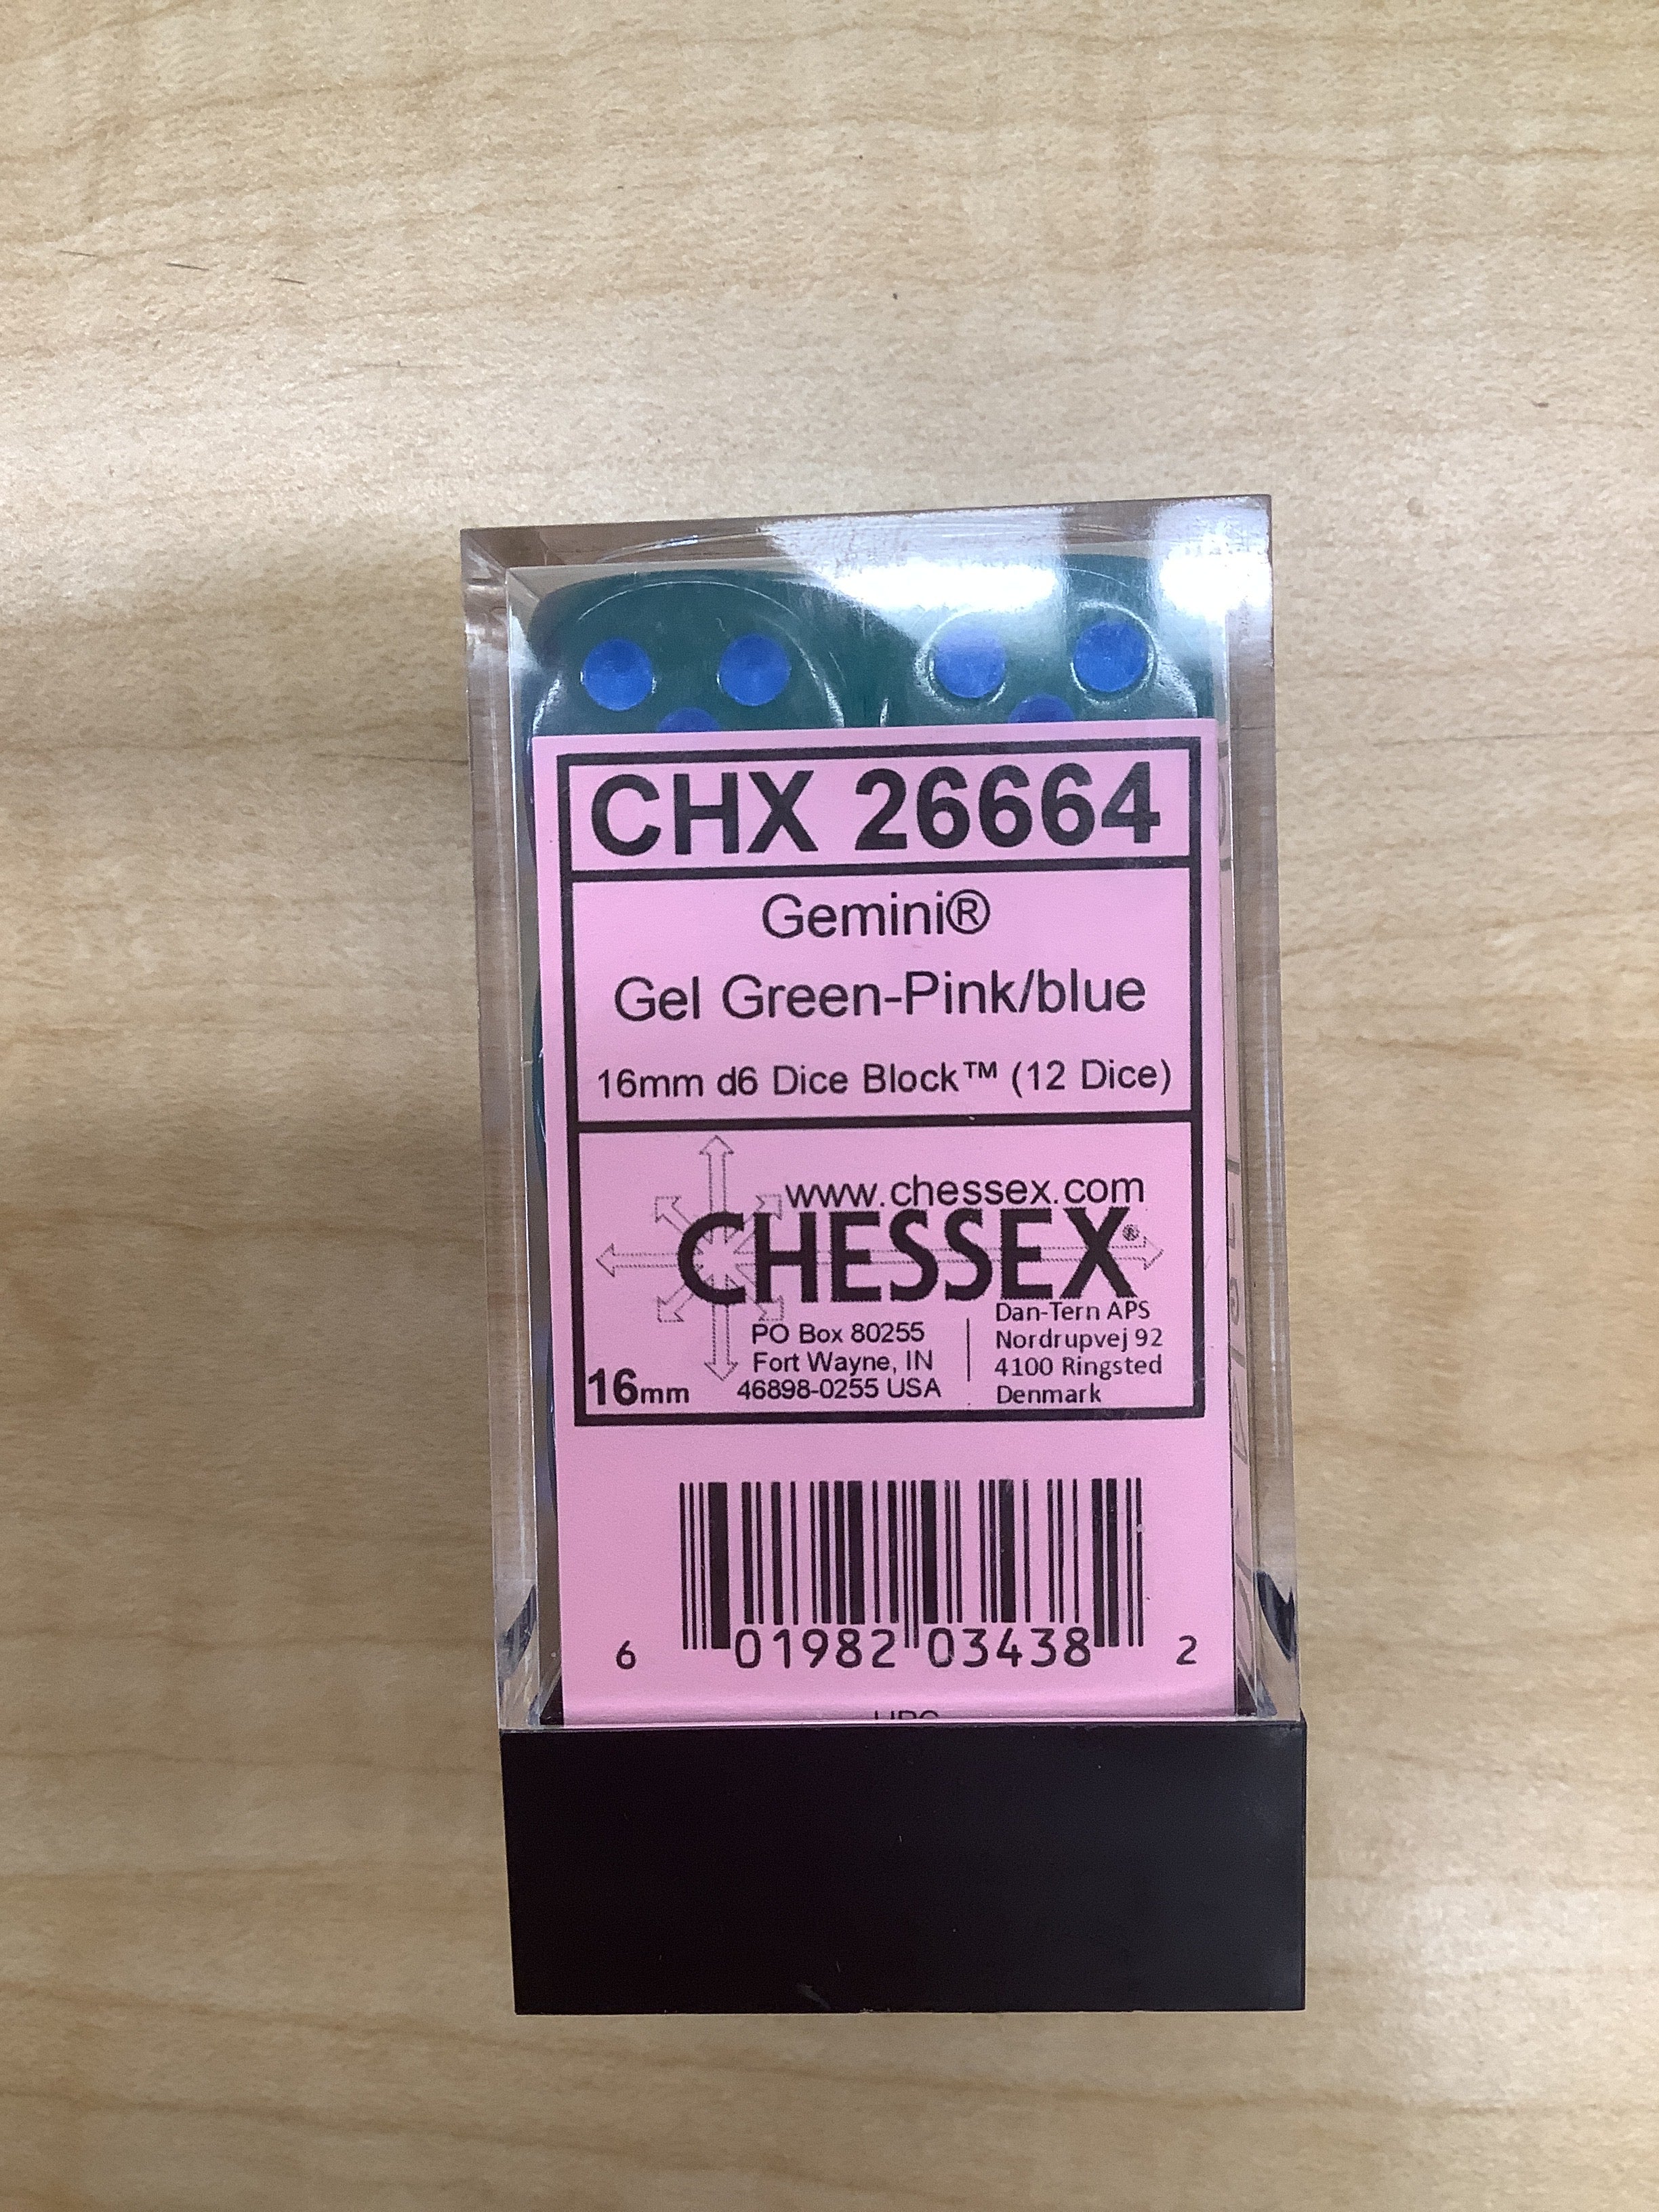 CHX 26664
Gemini®
Gel Green-Pink/blue
16mm d6 Dice Block™ (12 Dice)
www.chessex.com
CHESSEX®
PO Box 80255
Fort Wayne, IN
46898-0255 USA
Dan-Tern APS
Nordrupvej 92
4100 Ringsted
Denmark
16mm
6 01982 03438 2